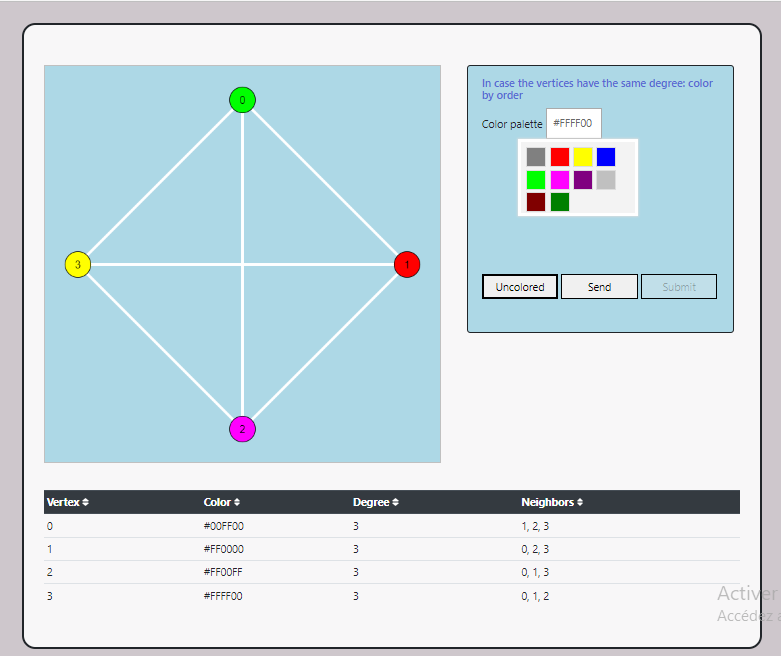 0
3
1
2
In case the vertices have the same degree: color
by order
Color palette #FFFF00
Uncolored Send Submit
Vertex Color Degree Neighbors
0 #00FF00 3 1, 2, 3
1 #FF0000 3 0, 2, 3
2 #FF00FF 3 0, 1, 3
3 #FFFF00 3 0, 1, 2
Activer
Accédez a